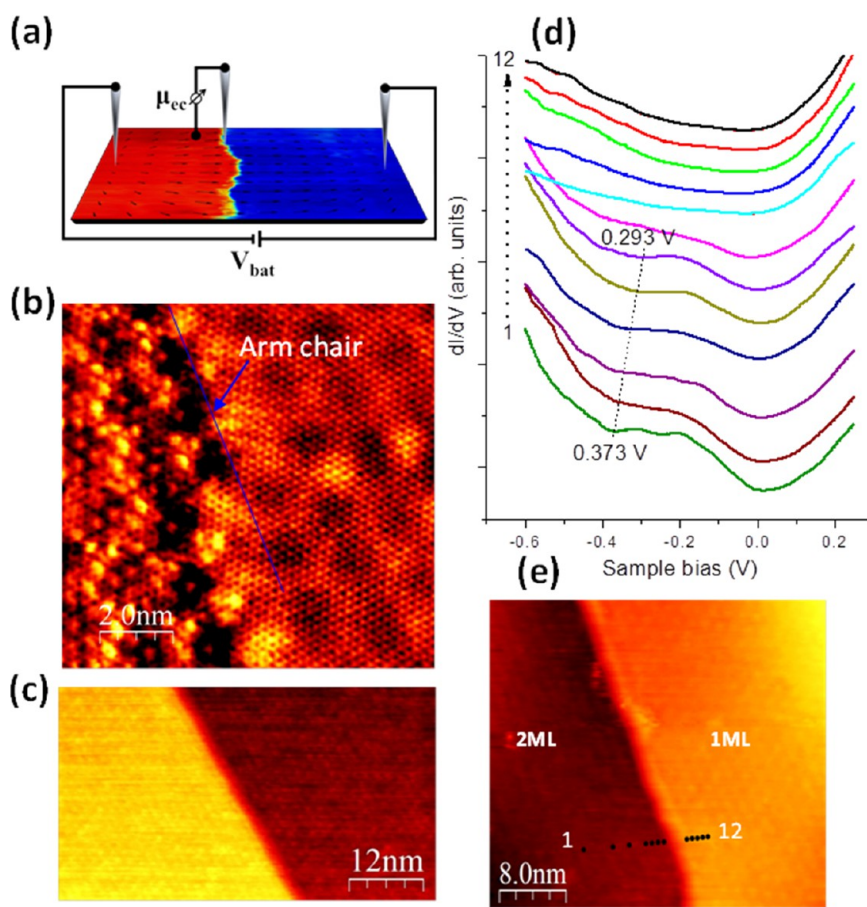 (a)
μec
Vbat
(b)
Arm chair
2.0nm
(c)
12nm
(d)
12
1
dI/dV (arb. units)
0.293 V
0.373 V
-0.6 -0.4 -0.2 0.0 0.2
Sample bias (V)
(e)
2ML 1ML
1 12
8.0nm